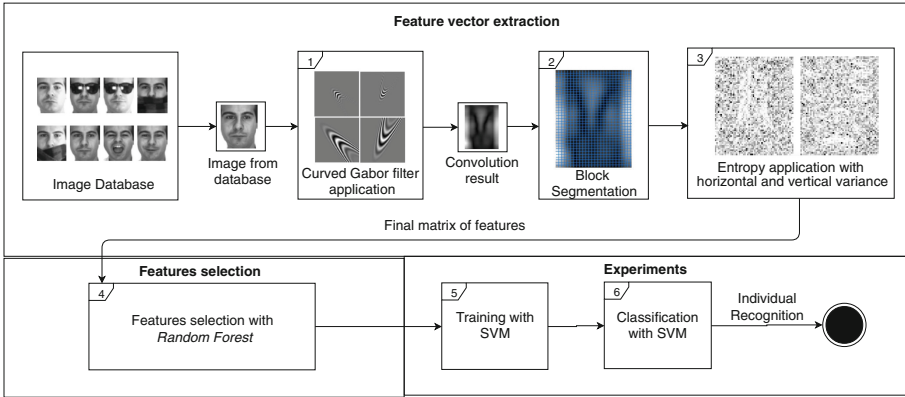 Feature vector extraction
Image Database
Image from
database
1
Curved Gabor filter
application
Convolution
result
2
Block
Segmentation
3
Entropy application with
horizontal and vertical variance
Final matrix of features
Features selection
4
Features selection with
Random Forest
Experiments
5
Training with
SVM
6
Classification
with SVM
Individual
Recognition